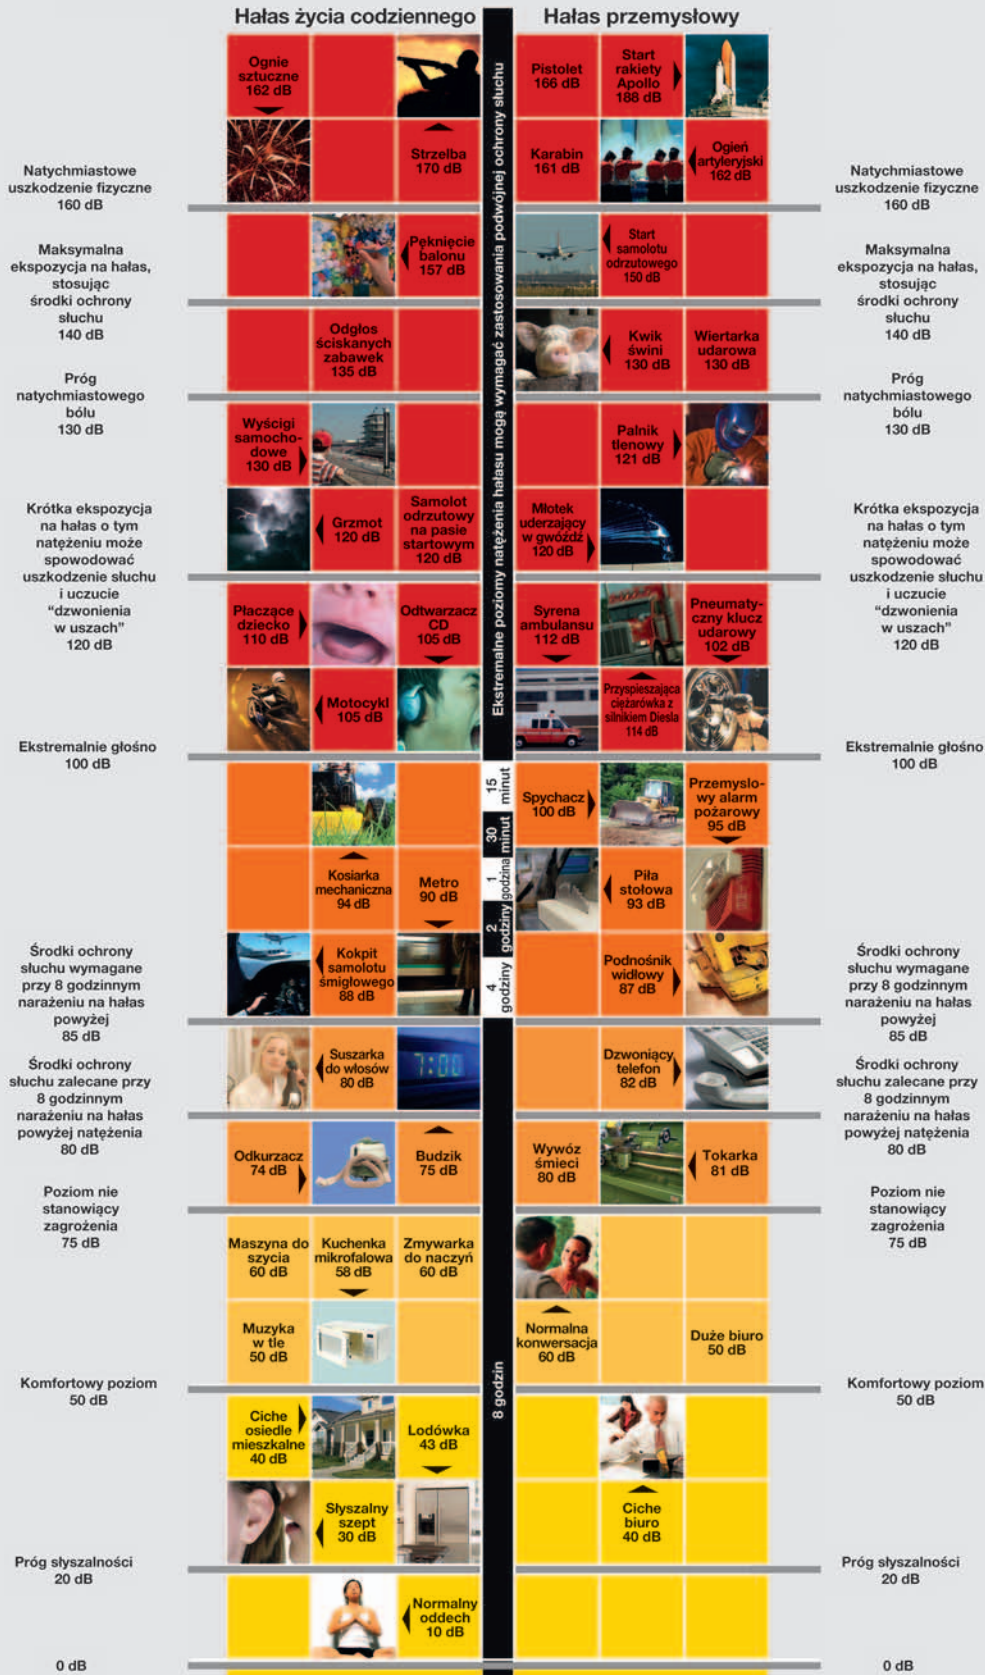 Hałas życia codziennego
Hałas przemysłowy
Ognie
sztuczne
162 dB
Strzelba
170 dB
Pistolet
166 dB
Start
rakiety
Apollo
188 dB
Karabin
161 dB
Ogień
artyleryjski
162 dB
Natychmiastowe
uszkodzenie fizyczne
160 dB
Natychmiastowe
uszkodzenie fizyczne
160 dB
Ekstremalne poziomy natężenia hałasu mogą wymagać zastosowania podwójnej ochrony słuchu
Pęknięcie
balonu
157 dB
Start
samolotu
odrzutowego
150 dB
Maksymalna
ekspozycja na hałas,
stosując
środki ochrony
słuchu
140 dB
Maksymalna
ekspozycja na hałas,
stosując
środki ochrony
słuchu
140 dB
Odgłos
ściskanych
zabawek
135 dB
Kwik
świni
130 dB
Wiertarka
udarowa
130 dB
Próg
natychmiastowego
bólu
130 dB
Próg
natychmiastowego
bólu
130 dB
Wyścigi
samocho-
dowe
130 dB
Palnik
tlenowy
121 dB
Grzmot
120 dB
Samolot
odrzutowy
na pasie
startowym
120 dB
Młotek
uderzający
w gwóźdź
120 dB
Krótka ekspozycja
na hałas o tym
natężeniu może
spowodować
uszkodzenie słuchu
i uczucie
“dzwonienia
w uszach”
120 dB
Krótka ekspozycja
na hałas o tym
natężeniu może
spowodować
uszkodzenie słuchu
i uczucie
“dzwonienia
w uszach”
120 dB
Płaczące
dziecko
110 dB
Odtwarzacz
CD
105 dB
Syrena
ambulansu
112 dB
Pneumaty-
czny klucz
udarowy
102 dB
Motocykl
105 dB
Przyspieszająca
ciężarówka z
silnikiem Diesla
114 dB
Ekstremalnie głośno
100 dB
Ekstremalnie głośno
100 dB
15
minut
30
minut
1
godzina
2
godziny
4
godziny
Spychacz
100 dB
Przemyslo-
wy alarm
pożarowy
95 dB
Kosiarka
mechaniczna
94 dB
Metro
90 dB
Piła
stołowa
93 dB
Kokpit
samolotu
śmigłowego
88 dB
Podnośnik
widłowy
87 dB
Środki ochrony
słuchu wymagane
przy 8 godzinnym
narażeniu na hałas
powyżej
85 dB
Środki ochrony
słuchu wymagane
przy 8 godzinnym
narażeniu na hałas
powyżej
85 dB
Suszarka
do włosów
80 dB
7:00
Dzwoniący
telefon
82 dB
Środki ochrony
słuchu zalecane przy
8 godzinnym
narażeniu na hałas
powyżej natężenia
80 dB
Środki ochrony
słuchu zalecane przy
8 godzinnym
narażeniu na hałas
powyżej natężenia
80 dB
Odkurzacz
74 dB
Budzik
75 dB
Wywóz
śmieci
80 dB
Tokarka
81 dB
Poziom nie
stanowiący
zagrożenia
75 dB
Poziom nie
stanowiący
zagrożenia
75 dB
Maszyna do
szycia
60 dB
Kuchenka
mikrofalowa
58 dB
Zmywarka
do naczyń
60 dB
Muzyka
w tle
50 dB
Normalna
konwersacja
60 dB
Duże biuro
50 dB
8 godzin
Komfortowy poziom
50 dB
Komfortowy poziom
50 dB
Ciche
osiedle
mieszkalne
40 dB
Lodówka
43 dB
Słyszalny
szept
30 dB
Ciche
biuro
40 dB
Próg słyszalności
20 dB
Próg słyszalności
20 dB
Normalny
oddech
10 dB
0 dB
0 dB